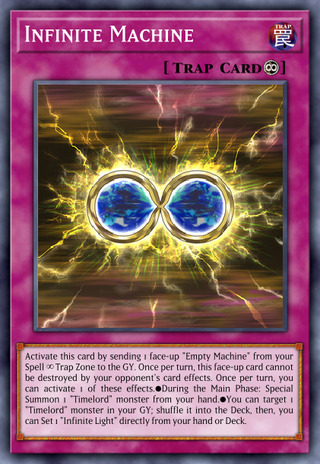 Infinite Machine
TRAP
罠
[ Trap Card∞ ]
Activate this card by sending 1 face-up "Empty Machine" from your
Spell ∞ Trap Zone to the GY. Once per turn, this face-up card cannot
be destroyed by your opponent's card effects. Once per turn, you
can activate 1 of these effects.●During the Main Phase: Special
Summon 1 "Timelord" monster from your hand.●You can target 1
"Timelord" monster in your GY; shuffle it into the Deck, then, you
can Set 1 "Infinite Light" directly from your hand or Deck.